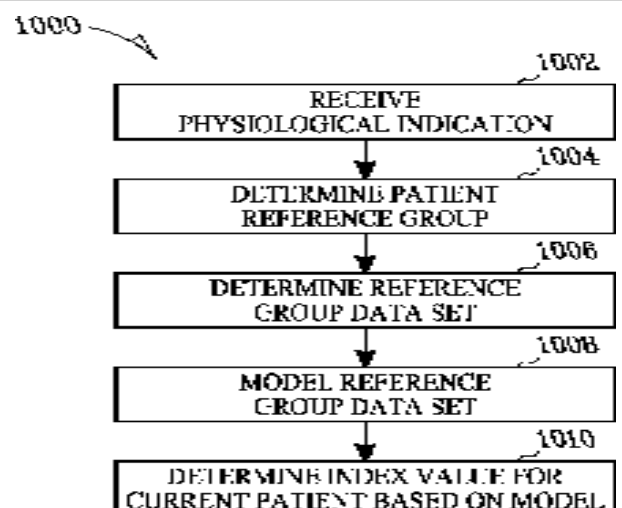 1000
1002
RECEIVE
PHYSIOLOGICAL INDICATION
1004
DETERMINE PATIENT
REFERENCE GROUP
1006
DETERMINE REFERENCE
GROUP DATA SET
1008
MODEL REFERENCE
GROUP DATA SET
1010
DETERMINE INDEX VALUE FOR
CURRENT PATIENT BASED ON MODEL